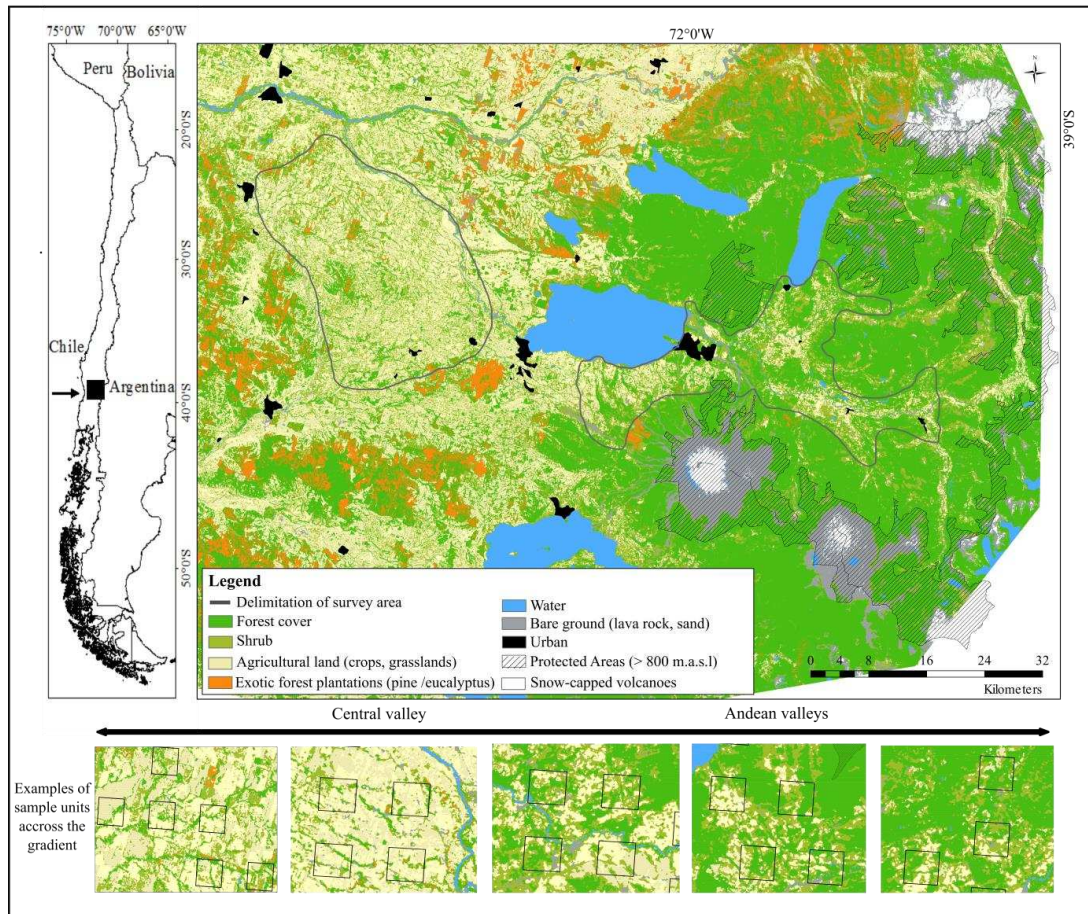 75°0'W 70°0'W 65°0'W
72°0'W
Peru
Bolivia
N
39°0'S
20°0'S
30°0'S
Chile
Argentina
40°0'S
50°0'S
Legend
Delimitation of survey area
Forest cover
Shrub
Agricultural land (crops, grasslands)
Exotic forest plantations (pine /eucalyptus)
Water
Bare ground (lava rock, sand)
Urban
Protected Areas (> 800 m.a.s.l)
Snow-capped volcanoes
0 4 8 16 24 32
Kilometers
Central valley
Andean valleys
Examples of
sample units
accross the
gradient